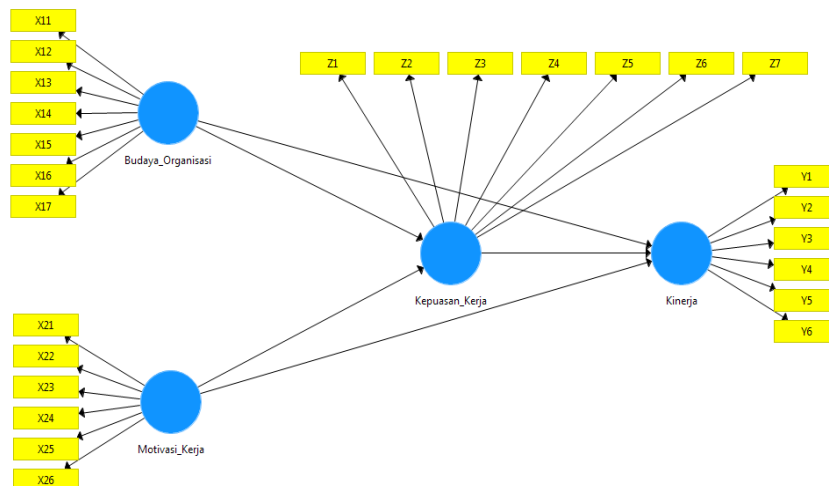 X11
X12
X13
X14
X15
X16
X17
Budaya_Organisasi
Z1
Z2
Z3
Z4
Z5
Z6
Z7
Kepuasan_Kerja
Y1
Y2
Y3
Y4
Y5
Y6
Kinerja
X21
X22
X23
X24
X25
X26
Motivasi_Kerja